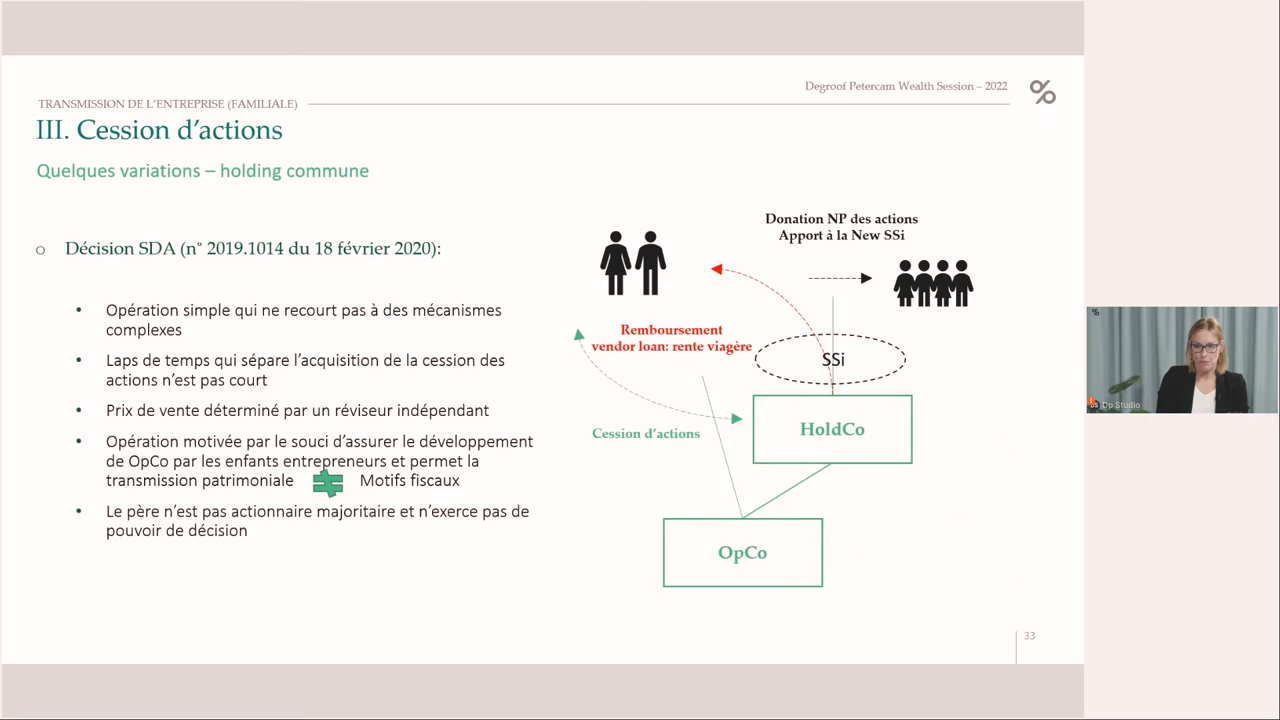 Degroof Petercam Wealth Session – 2022
TRANSMISSION DE L'ENTREPRISE (FAMILIALE)
III. Cession d'actions
Quelques variations – holding commune
o Décision SDA (n° 2019.1014 du 18 février 2020):
• Opération simple qui ne recourt pas à des mécanismes
complexes
• Laps de temps qui sépare l'acquisition de la cession des
actions n'est pas court
• Prix de vente déterminé par un réviseur indépendant
• Opération motivée par le souci d'assurer le développement
de OpCo par les enfants entrepreneurs et permet la
transmission patrimoniale ≠ Motifs fiscaux
• Le père n'est pas actionnaire majoritaire et n'exerce pas de
pouvoir de décision
Donation NP des actions
Apport à la New SSi
Remboursement
vendor loan: rente viagère
SSi
Cession d'actions
HoldCo
OpCo
33
Dp Studio